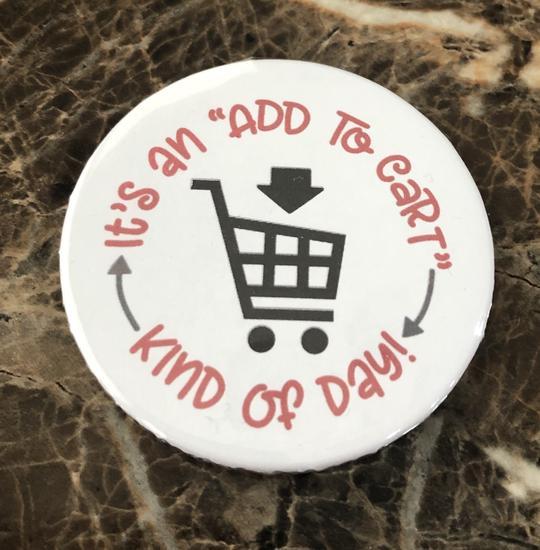 It's an "ADD To CaRT"
KIND Of Day!